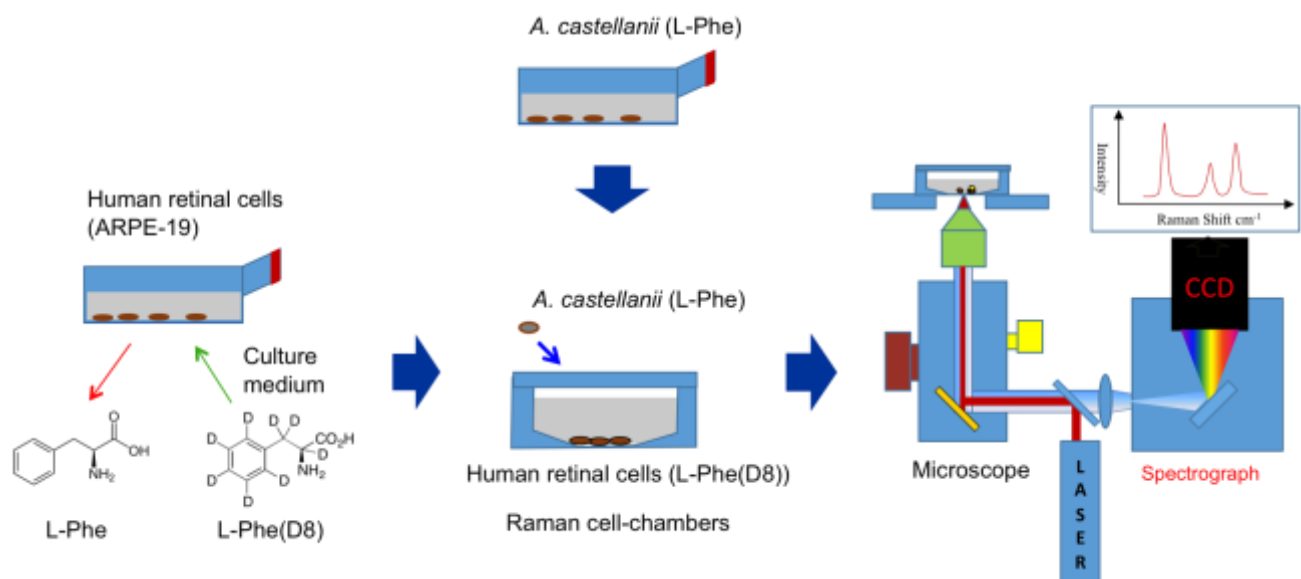 A. castellanii (L-Phe)
Human retinal cells
(ARPE-19)
Culture
medium
O
OH
NH₂
L-Phe
D
D
D
D
D
D
D
D
CO₂H
NH₂
L-Phe(D8)
A. castellanii (L-Phe)
Human retinal cells (L-Phe(D8))
Raman cell-chambers
Intensity
Raman Shift cm⁻¹
CCD
Microscope
LASER
Spectrograph